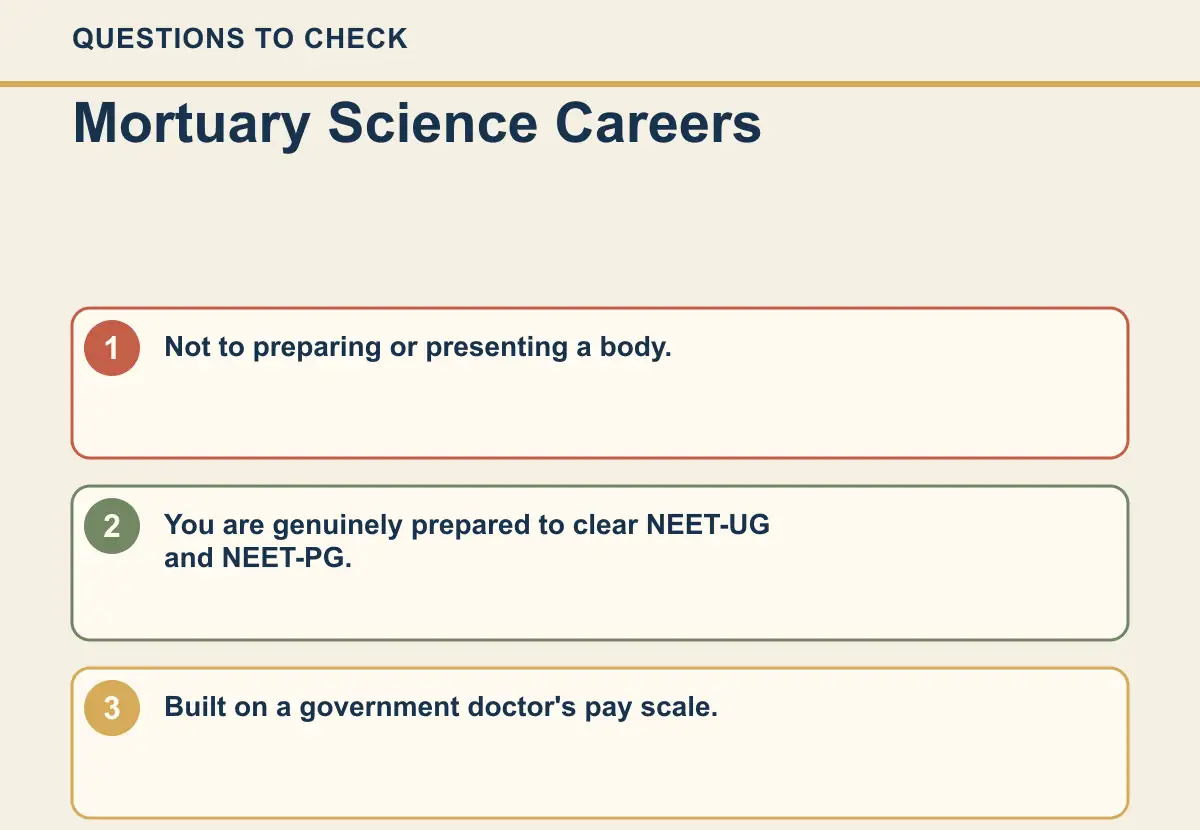 QUESTIONS TO CHECK
Mortuary Science Careers
1 Not to preparing or presenting a body.
2 You are genuinely prepared to clear NEET-UG
and NEET-PG.
3 Built on a government doctor's pay scale.